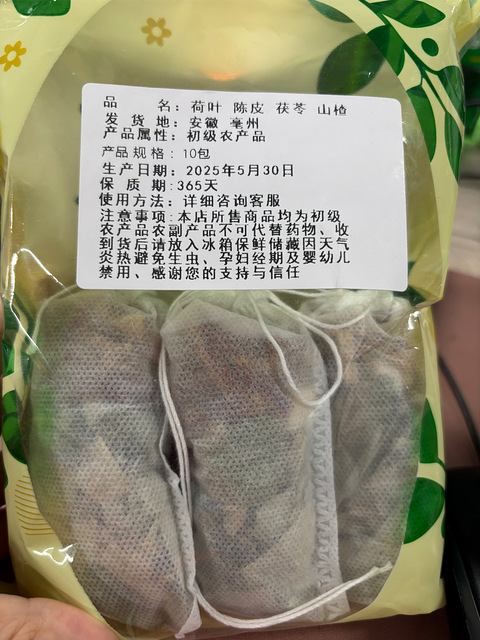 品 名：荷叶 陈皮 茯苓 山楂
发 货 地：安徽 亳州
产品属性：初级农产品
产品规格：10包
生产日期：2025年5月30日
保 质 期:365天
使用方法：详细咨询客服
注意事项:本店所售商品均为初级
农产品农副产品不可代替药物、收
到货后请放入冰箱保鲜储藏因天气
炎热避免生虫、孕妇经期及婴幼儿
禁用、感谢您的支持与信任